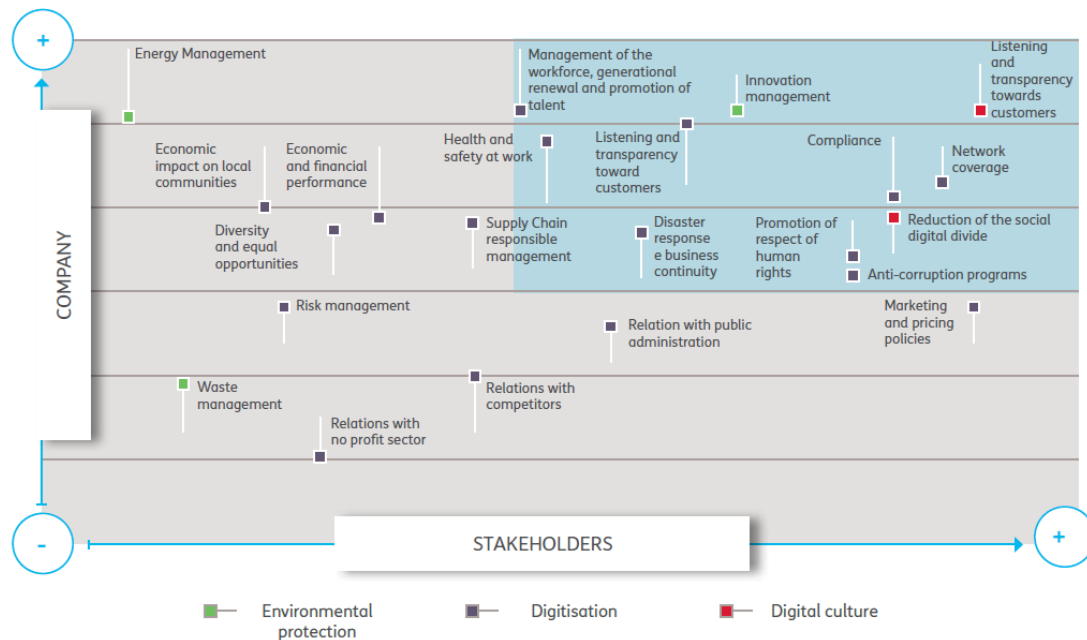 +
Energy Management
Management of the
workforce, generational
renewal and promotion of
talent
Innovation
management
Listening
and
transparency
towards
customers
Economic
impact on local
communities
Economic
and financial
performance
Health and
safety at work
Listening and
transparency
toward
customers
Compliance
Network
coverage
Diversity
and equal
opportunities
Supply Chain
responsible
management
Disaster
response
e business
continuity
Promotion of
respect of
human
rights
Reduction of the social
digital divide
Anti-corruption programs
COMPANY
Risk management
Relation with public
administration
Marketing
and pricing
policies
Waste
management
Relations with
competitors
Relations with
no profit sector
-
STAKEHOLDERS
+
Environmental
protection
Digitisation
Digital culture